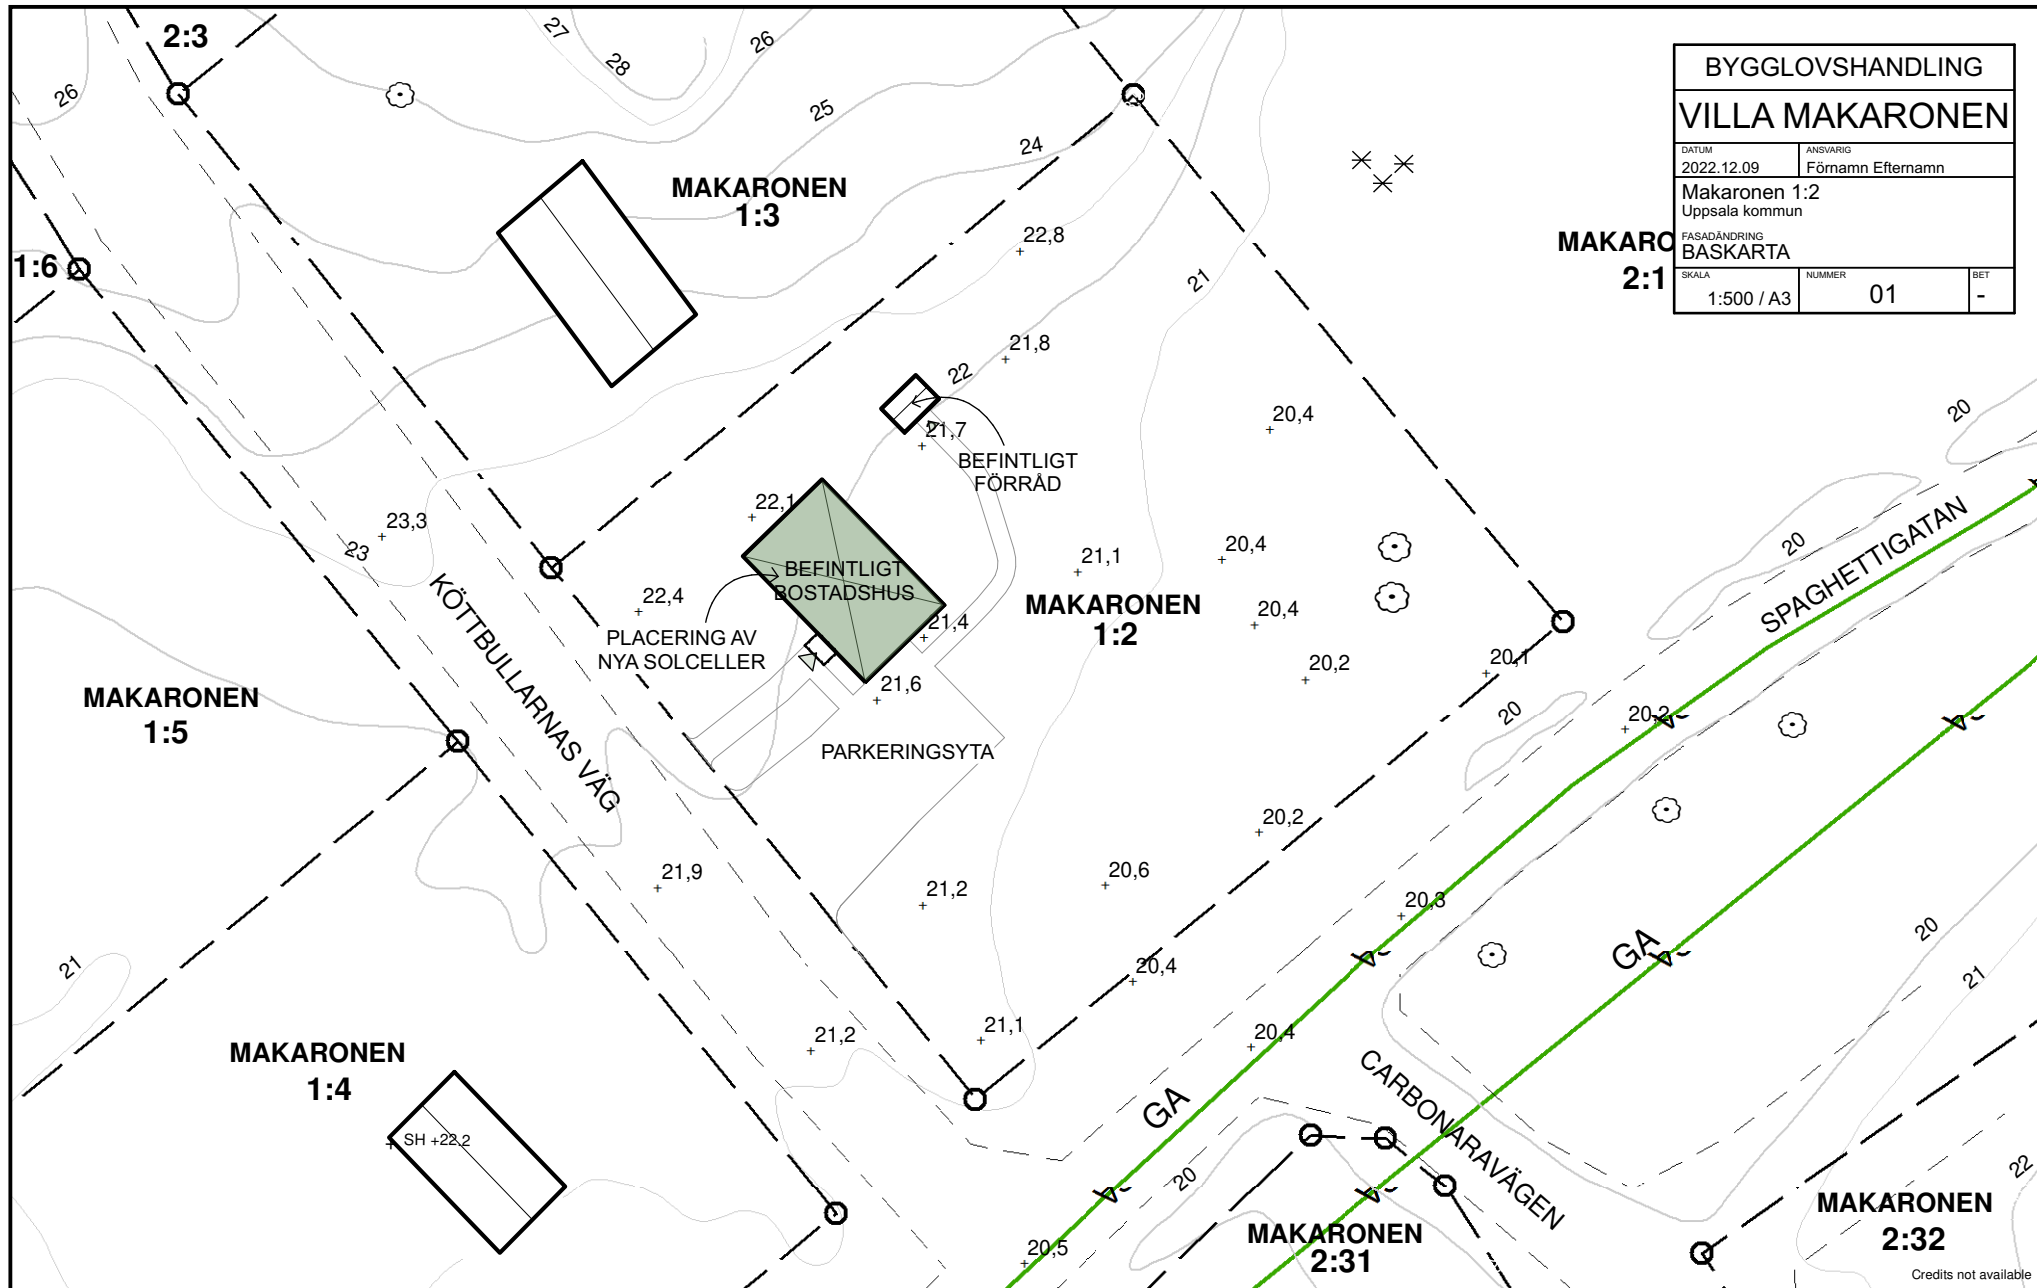 2:3
27
26
28
26
25
24
BYGGLOVSHANDLING
VILLA MAKARONEN
DATUM
2022.12.09
ANSVARIG
Förnamn Efternamn
Makaronen 1:2
Uppsala kommun
FASADÄNDRING
BASKARTA
SKALA
1:500 / A3
NUMMER
01
BET
-
MAKARONEN
1:3
MAKARO
2:1
1:6
22,8
21
21,8
22
21,7
20,4
20
BEFINTLIGT
FÖRRÅD
22,1
23,3
23
BEFINTLIGT
BOSTADSHUS
21,1
20,4
20
SPAGHETTIGATAN
KÖTTBULLARNAS VÄG
22,4
21,4
MAKARONEN
1:2
20,4
PLACERING AV
NYA SOLCELLER
20,2
20,1
21,6
20
20,2
MAKARONEN
1:5
PARKERINGSYTA
20,2
21,9
21,2
20,6
20,3
GA
20
21
21
20,4
21,1
21,2
20,4
MAKARONEN
1:4
GA
CARBONARAVÄGEN
SH +22,2
20
22
MAKARONEN
2:31
MAKARONEN
2:32
20,5
Credits not available